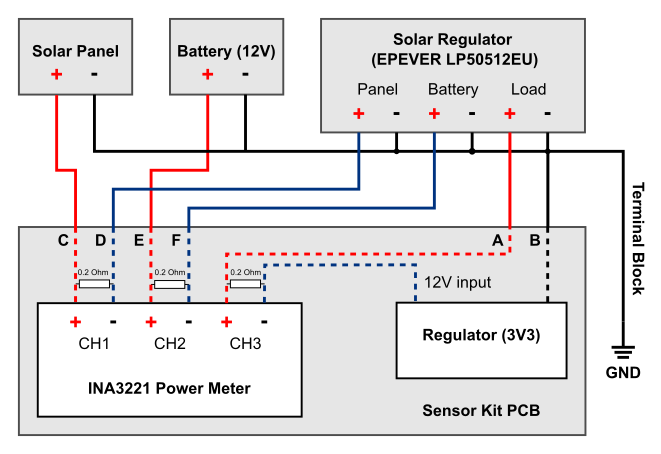 Solar Panel
+ -
Battery (12V)
+ -
Solar Regulator
(EPEVER LP50512EU)
Panel Battery Load
+ - + - + -
C D E F A B
Terminal Block
0.2 Ohm 0.2 Ohm 0.2 Ohm
12V input
+ - + - + -
CH1 CH2 CH3
INA3221 Power Meter
Regulator (3V3)
GND
Sensor Kit PCB